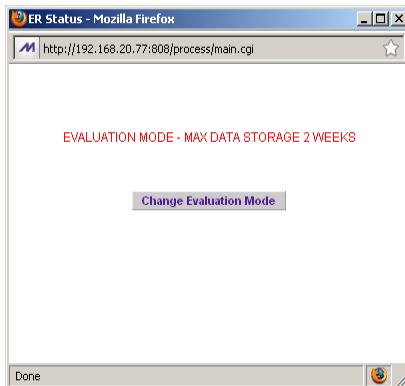 ER Status - Mozilla Firefox
http://192.168.20.77:808/process/main.cgi
EVALUATION MODE - MAX DATA STORAGE 2 WEEKS
Change Evaluation Mode
Done